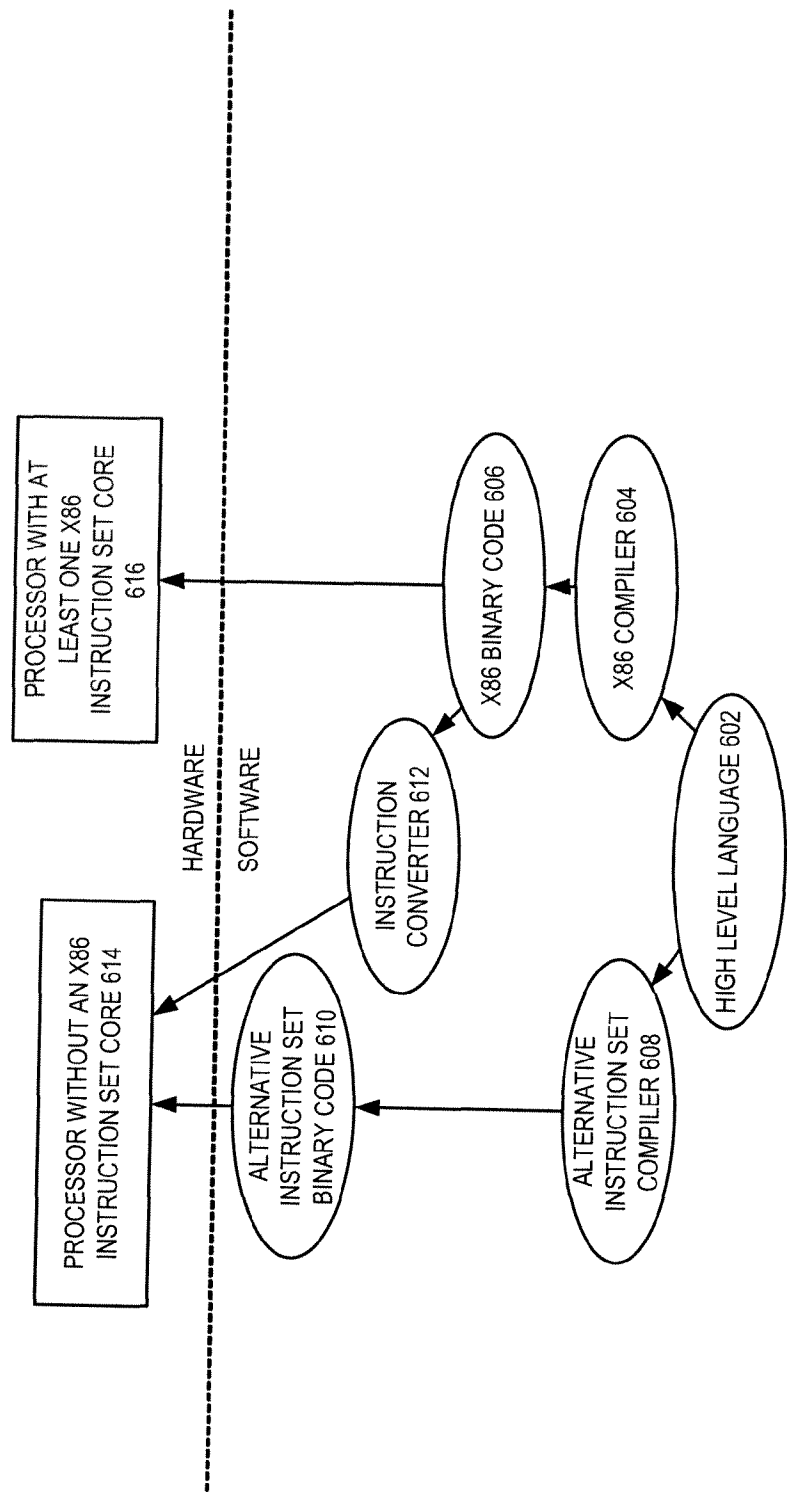 PROCESSOR WITHOUT AN X86
INSTRUCTION SET CORE 614
PROCESSOR WITH AT
LEAST ONE X86
INSTRUCTION SET CORE
616
HARDWARE
SOFTWARE
ALTERNATIVE
INSTRUCTION SET
BINARY CODE 610
INSTRUCTION
CONVERTER 612
X86 BINARY CODE 606
ALTERNATIVE
INSTRUCTION SET
COMPILER 608
X86 COMPILER 604
HIGH LEVEL LANGUAGE 602